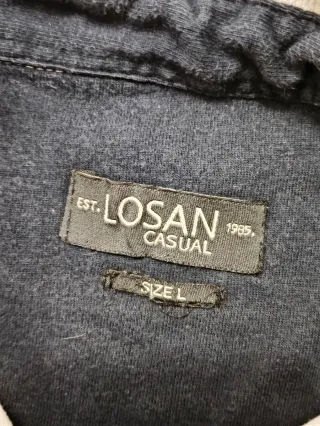 EST. LOSAN 1985.
CASUAL
SIZE L